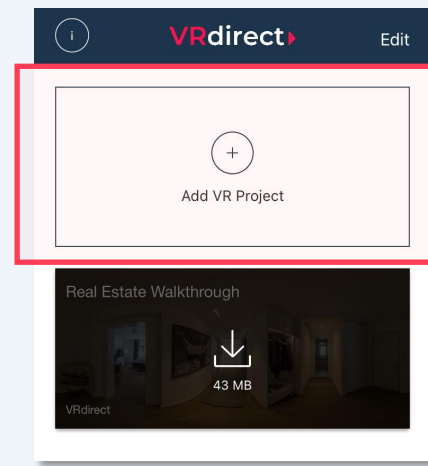 i
VRdirect
Edit
+
Add VR Project
Real Estate Walkthrough
43 MB
VRdirect